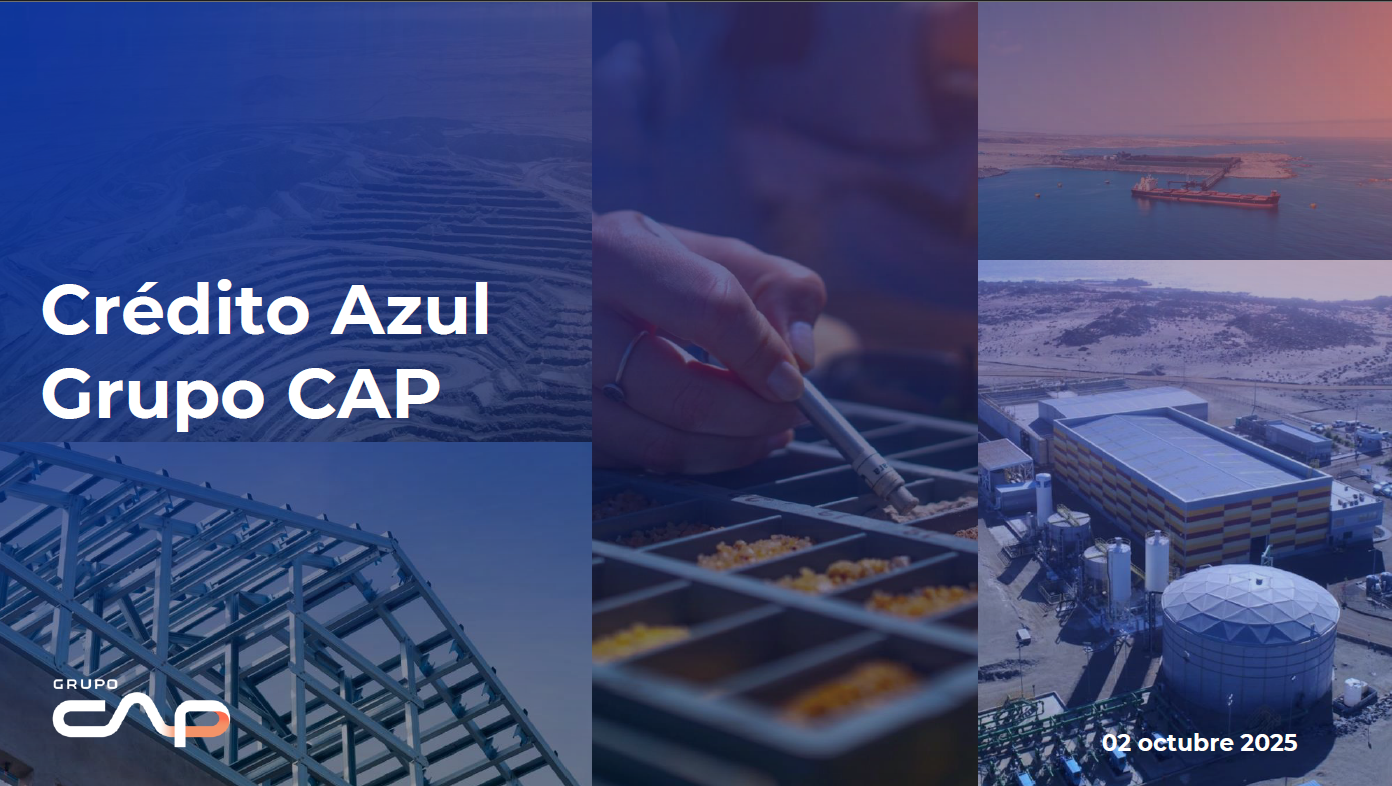 Crédito Azul
Grupo CAP
GRUPO
CAP
02 octubre 2025